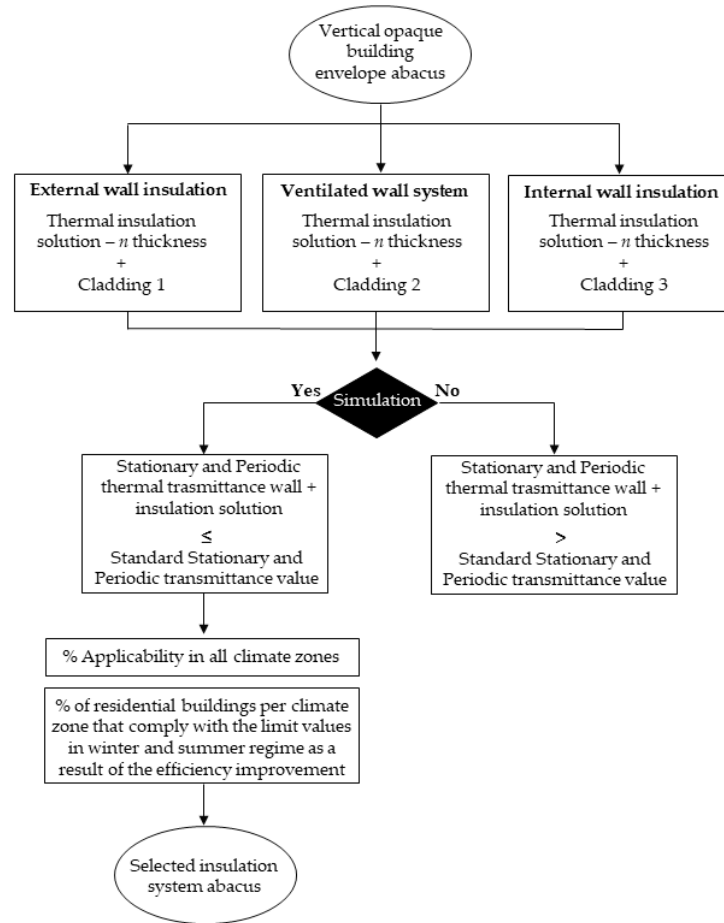 Vertical opaque
building
envelope abacus
External wall insulation
Thermal insulation
solution – n thickness
+
Cladding 1
Ventilated wall system
Thermal insulation
solution – n thickness
+
Cladding 2
Internal wall insulation
Thermal insulation
solution – n thickness
+
Cladding 3
Yes
Simulation
No
Stationary and Periodic
thermal trasmittance wall +
insulation solution
≤
Standard Stationary and
Periodic transmittance value
Stationary and Periodic
thermal trasmittance wall +
insulation solution
>
Standard Stationary and
Periodic transmittance value
% Applicability in all climate zones
% of residential buildings per climate
zone that comply with the limit values
in winter and summer regime as a
result of the efficiency improvement
Selected insulation
system abacus